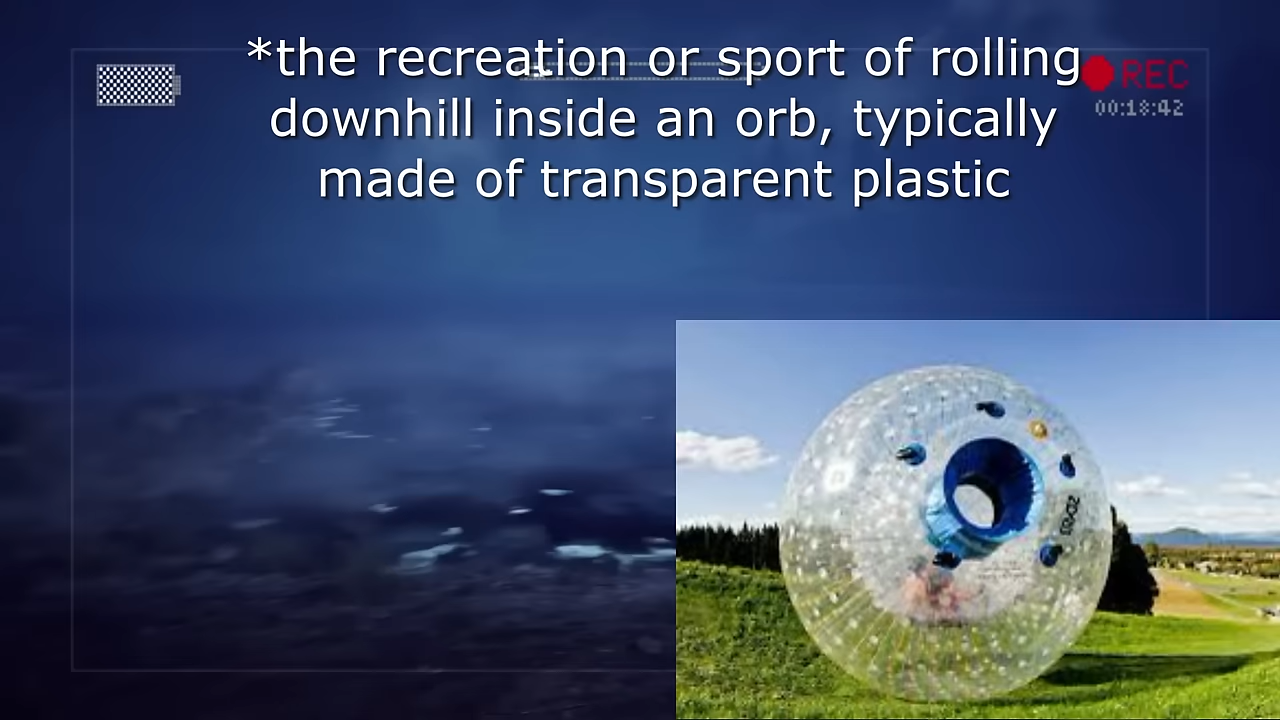 *the recreation or sport of rolling
REC
downhill inside an orb, typically
00:18:42
made of transparent plastic
ZORB